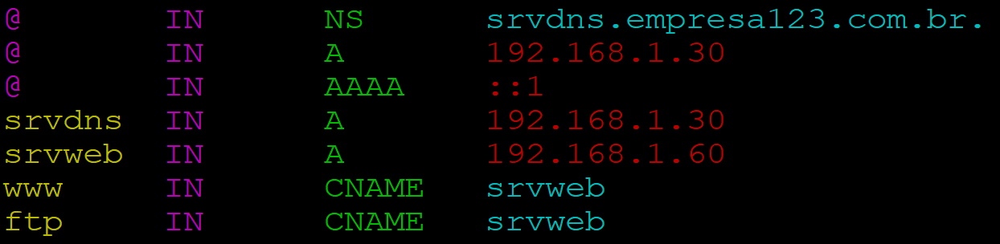 @ IN NS srvdns.empresa123.com.br.
@ IN A 192.168.1.30
@ IN AAAA ::1
srvdns IN A 192.168.1.30
srvweb IN A 192.168.1.60
www IN CNAME srvweb
ftp IN CNAME srvweb